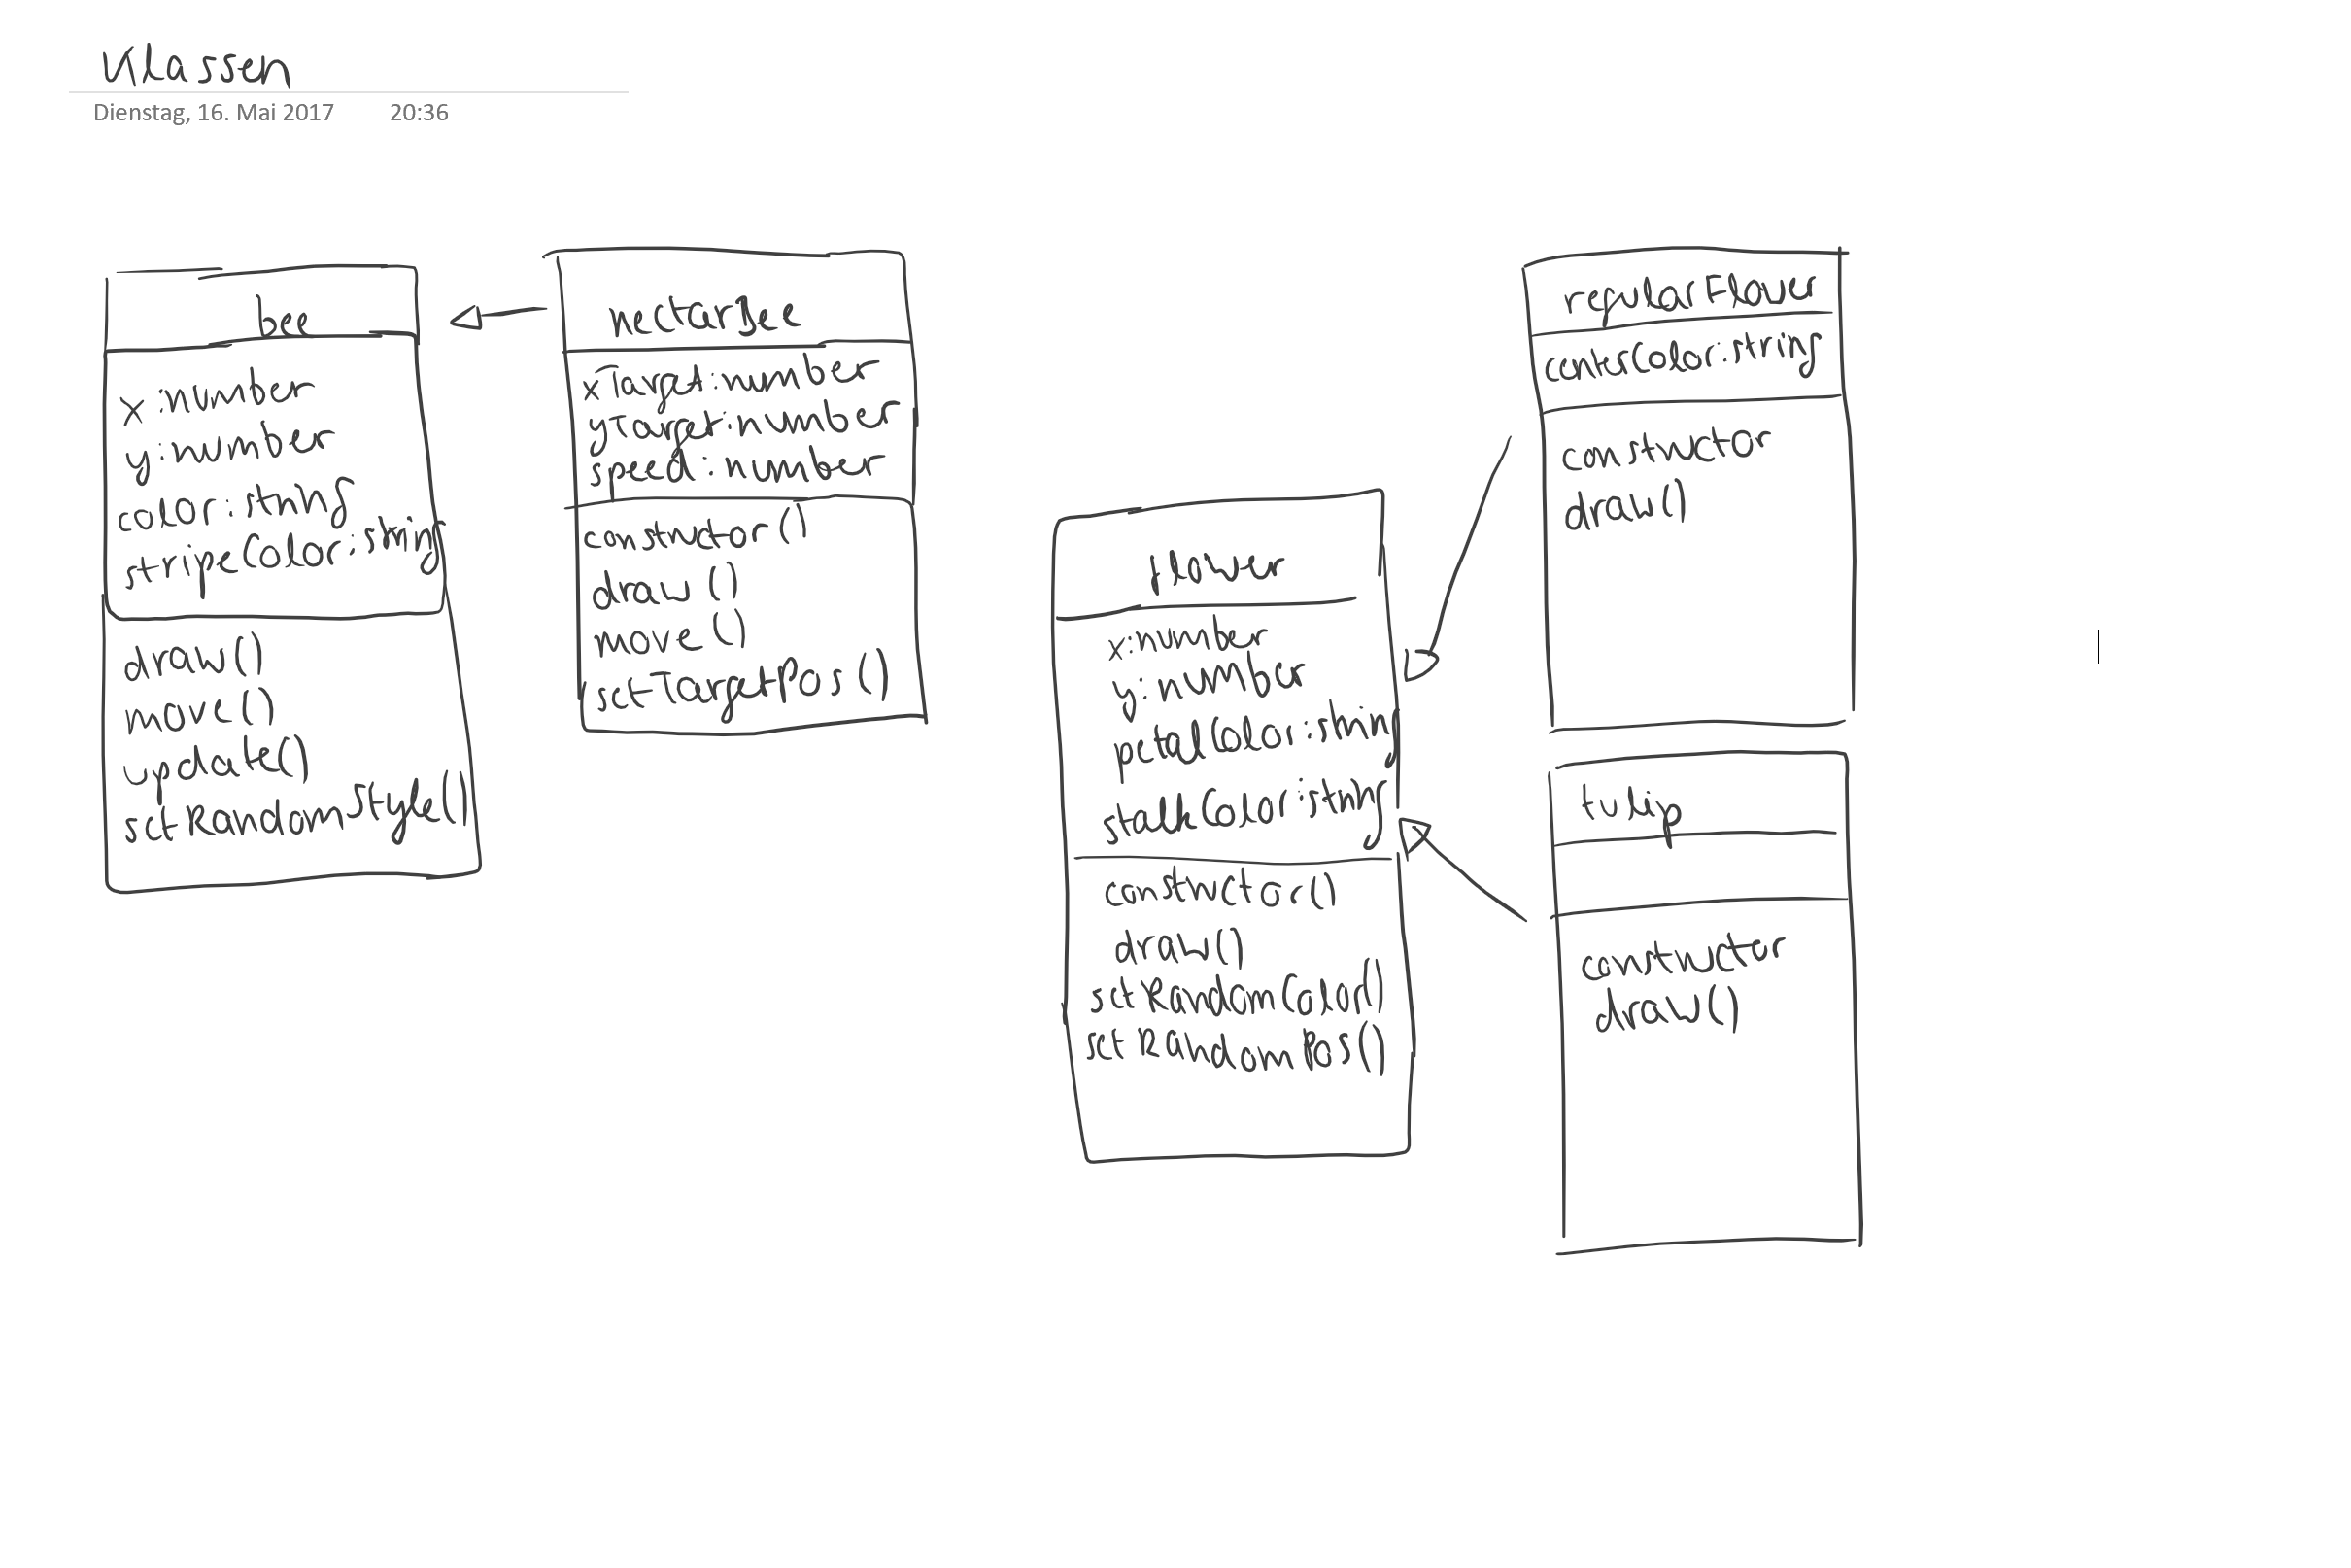 Klassen
Dienstag, 16. Mai 2017 20:36
bee
x:number
y:number
color:string
stripeColor:string
draw()
move()
update()
setRandomStyle()
nectarBee
xTarget:number
yTarget:number
speed:number
constructor()
draw()
move()
setTargetPos()
flower
x:number
y:number
petalColor:string
stalkColor:string
constructor()
draw()
setRandomColor()
setRandomPos()
regularFlower
centerColor:string
constructor
draw()
tulip
constructor
draw()